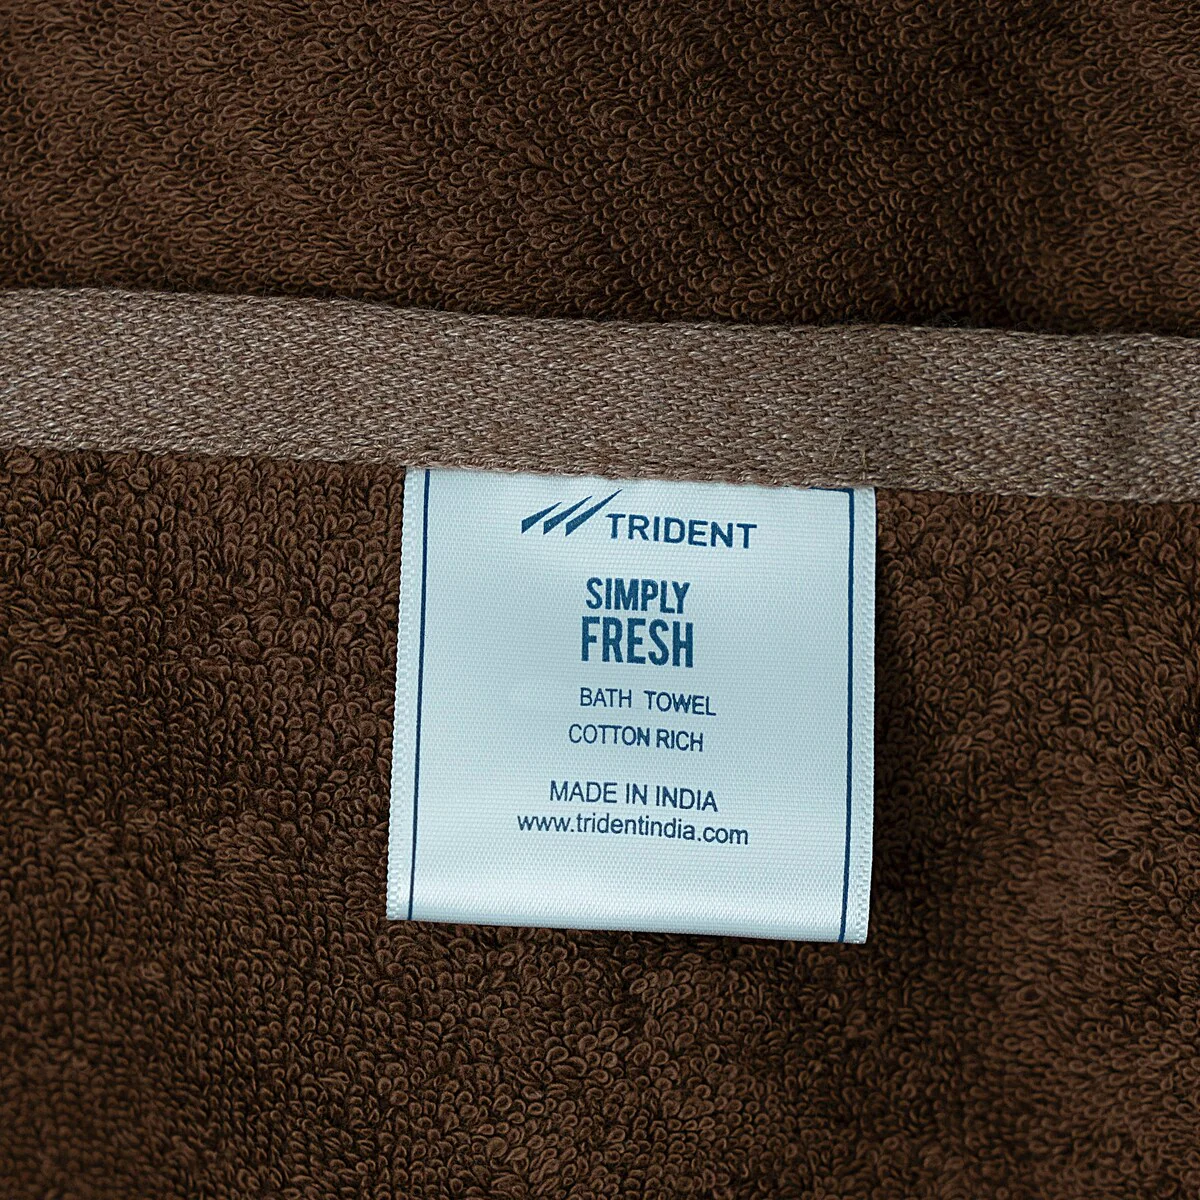 TRIDENT
SIMPLY
FRESH
BATH TOWEL
COTTON RICH
MADE IN INDIA
www.tridentindia.com